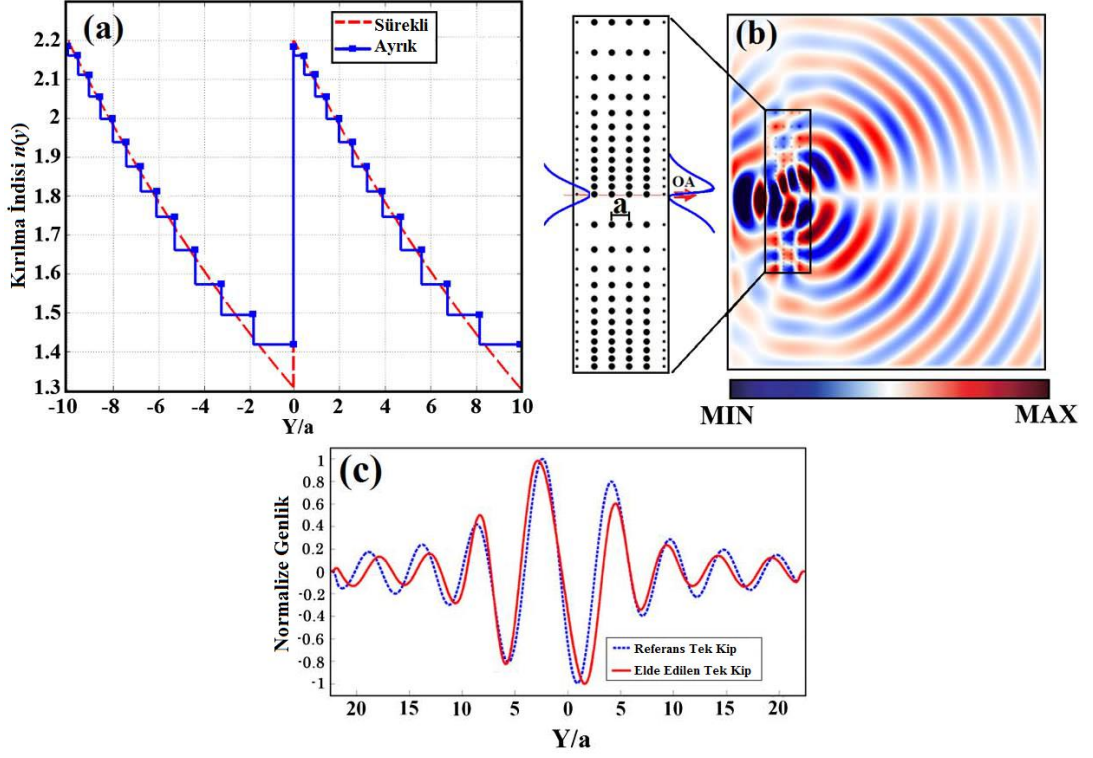 (a)
Sürekli
Ayrık
Kırılma İndisi n(y)
2.2
2.1
2
1.9
1.8
1.7
1.6
1.5
1.4
1.3
-10 -8 -6 -4 -2 0 2 4 6 8 10
Y/a
OA
a
(b)
MIN MAX
(c)
Normalize Genlik
1
0.8
0.6
0.4
0.2
0
-0.2
-0.4
-0.6
-0.8
-1
Referans Tek Kip
Elde Edilen Tek Kip
20 15 10 5 0 5 10 15 20
Y/a